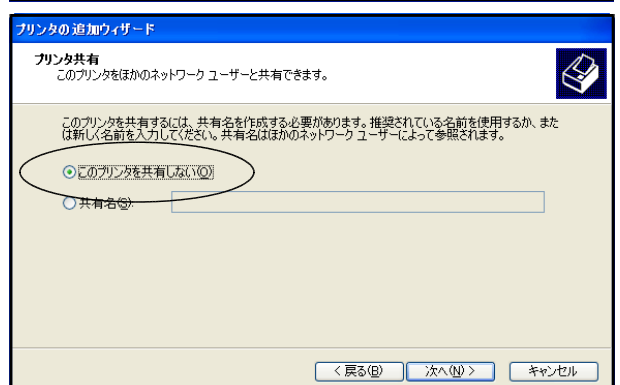 プリンタの追加ウィザード
プリンタ共有
このプリンタをほかのネットワーク ユーザーと共有できます。
このプリンタを共有するには、共有名を作成する必要があります。推奨されている名前を使用するか、また
は新しく名前を入力してください。共有名はほかのネットワーク ユーザーによって参照されます。
このプリンタを共有しない(O)
共有名(S):
< 戻る(B) 次へ(N) > キャンセル